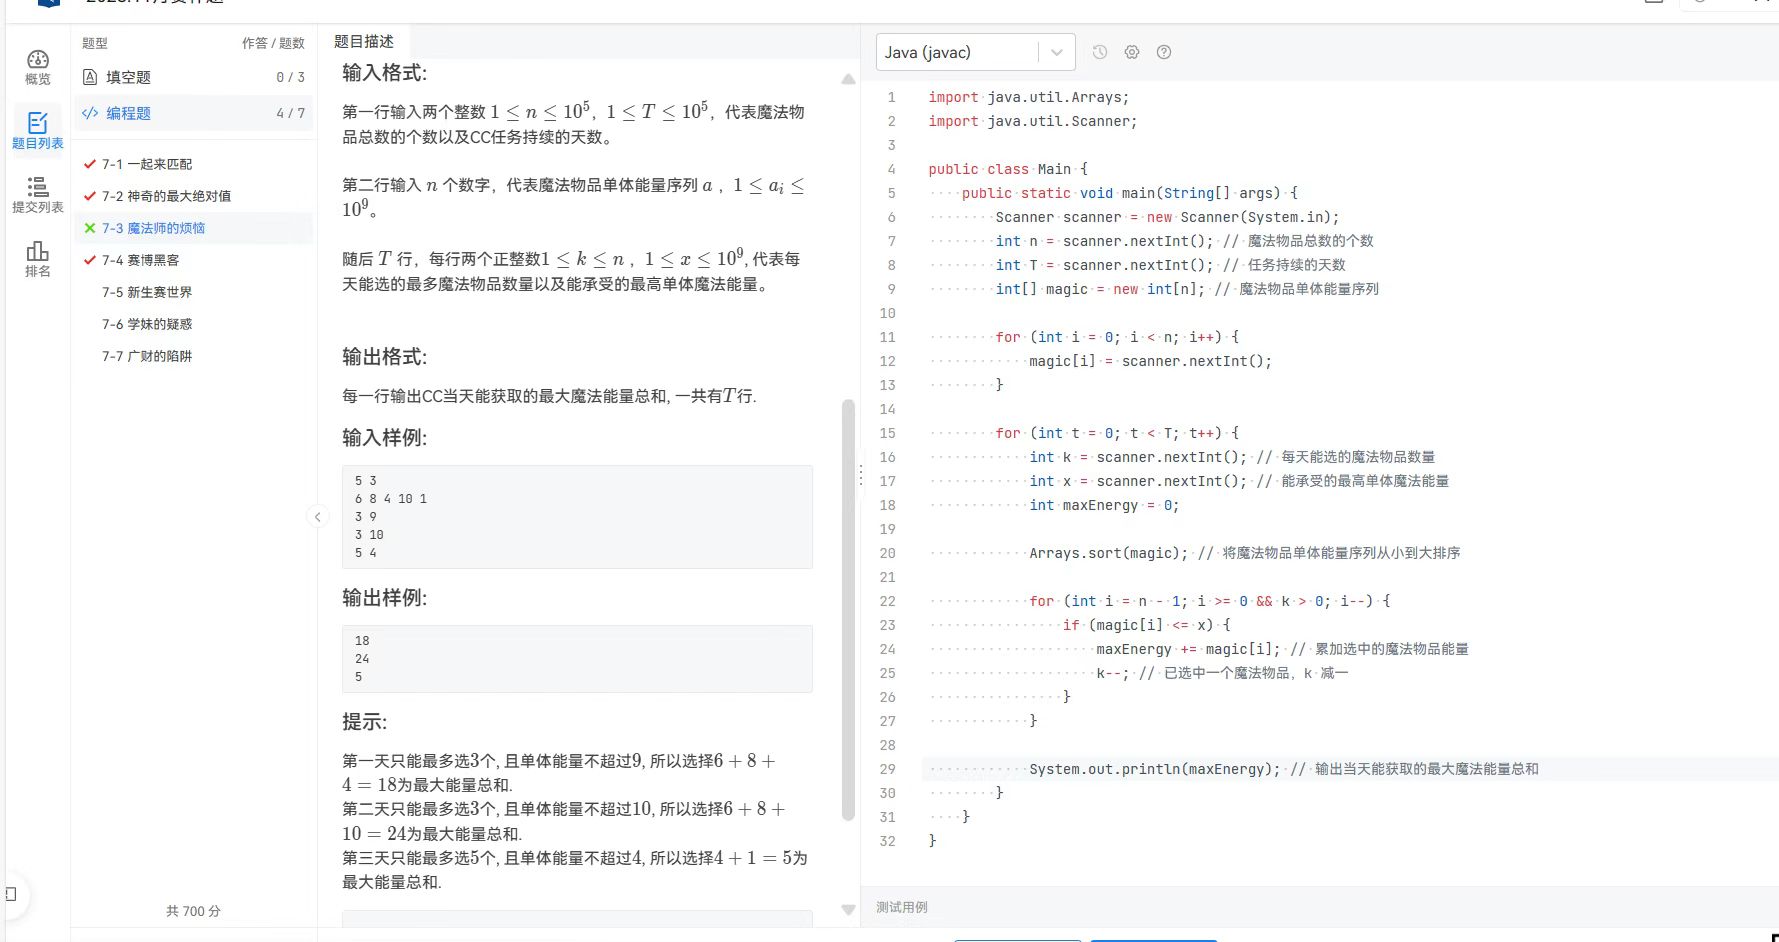 概览
题目列表
提交列表
排名
题型 作答 / 题数
填空题 0 / 3
编程题 4 / 7
7-1 一起来匹配
7-2 神奇的最大绝对值
7-3 魔法师的烦恼
7-4 赛博黑客
7-5 新生赛世界
7-6 学妹的疑惑
7-7 广财的陷阱
共 700 分
题目描述
输入格式:
第一行输入两个整数 1 ≤ n ≤ 10⁵，1 ≤ T ≤ 10⁵，代表魔法物
品总数的个数以及CC任务持续的天数。
第二行输入 n 个数字，代表魔法物品单体能量序列 a ，1 ≤ aᵢ ≤
10⁹。
随后 T 行，每行两个正整数1 ≤ k ≤ n ，1 ≤ x ≤ 10⁹, 代表每
天能选的最多魔法物品数量以及能承受的最高单体魔法能量。
输出格式:
每一行输出CC当天能获取的最大魔法能量总和, 一共有T行.
输入样例:
5 3
6 8 4 10 1
3 9
3 10
5 4
输出样例:
18
24
5
提示:
第一天只能最多选3个, 且单体能量不超过9, 所以选择6 + 8 +
4 = 18为最大能量总和.
第二天只能最多选3个, 且单体能量不超过10, 所以选择6 + 8 +
10 = 24为最大能量总和.
第三天只能最多选5个, 且单体能量不超过4, 所以选择4 + 1 = 5为
最大能量总和.
Java (javac)
1 import java.util.Arrays;
2 import java.util.Scanner;
3
4 public class Main {
5 public static void main(String[] args) {
6 Scanner scanner = new Scanner(System.in);
7 int n = scanner.nextInt(); // 魔法物品总数的个数
8 int T = scanner.nextInt(); // 任务持续的天数
9 int[] magic = new int[n]; // 魔法物品单体能量序列
10
11 for (int i = 0; i < n; i++) {
12 magic[i] = scanner.nextInt();
13 }
14
15 for (int t = 0; t < T; t++) {
16 int k = scanner.nextInt(); // 每天能选的魔法物品数量
17 int x = scanner.nextInt(); // 能承受的最高单体魔法能量
18 int maxEnergy = 0;
19
20 Arrays.sort(magic); // 将魔法物品单体能量序列从小到大排序
21
22 for (int i = n - 1; i >= 0 && k > 0; i--) {
23 if (magic[i] <= x) {
24 maxEnergy += magic[i]; // 累加选中的魔法物品能量
25 k--; // 已选中一个魔法物品，k 减一
26 }
27 }
28
29 System.out.println(maxEnergy); // 输出当天能获取的最大魔法能量总和
30 }
31 }
32 }
测试用例